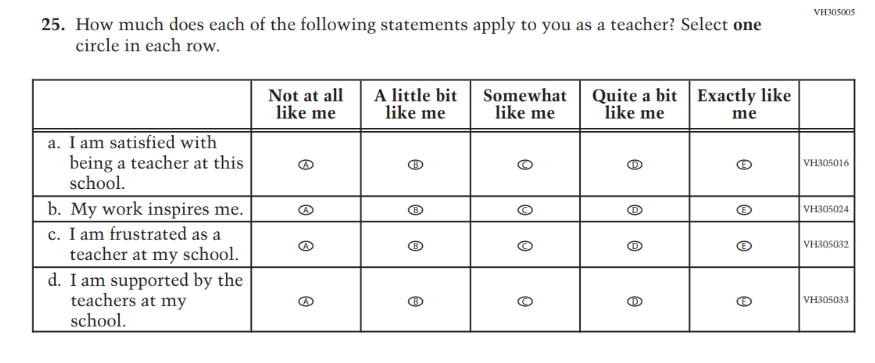 VH305005
25. How much does each of the following statements apply to you as a teacher? Select one
circle in each row.
Not at all like me A little bit like me Somewhat like me Quite a bit like me Exactly like me
a. I am satisfied with
being a teacher at this
school.
Ⓐ Ⓑ Ⓒ Ⓓ Ⓔ VH305016
b. My work inspires me. Ⓐ Ⓑ Ⓒ Ⓓ Ⓔ VH305024
c. I am frustrated as a
teacher at my school.
Ⓐ Ⓑ Ⓒ Ⓓ Ⓔ VH305032
d. I am supported by the
teachers at my
school.
Ⓐ Ⓑ Ⓒ Ⓓ Ⓔ VH305033